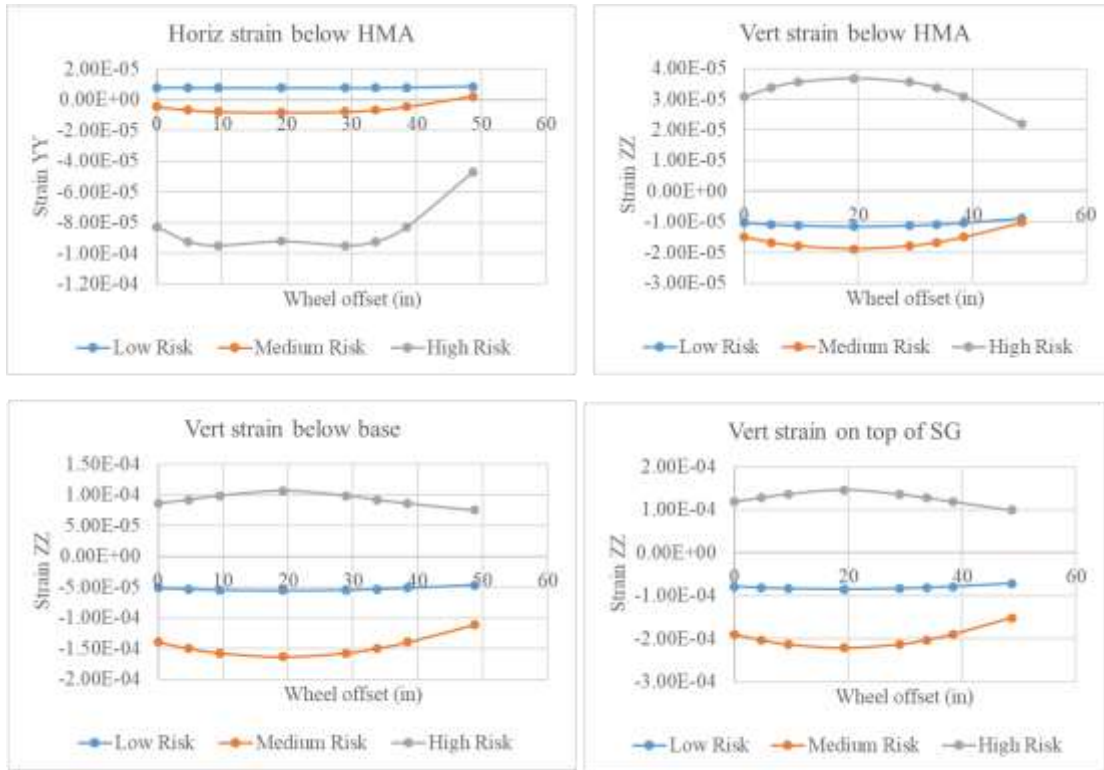 Horiz strain below HMA
2.00E-05
0.00E+00
-2.00E-05
-4.00E-05
-6.00E-05
-8.00E-05
-1.00E-04
-1.20E-04
0 10 20 30 40 50 60
Strain YY
Wheel offset (in)
Low Risk Medium Risk High Risk
Vert strain below HMA
4.00E-05
3.00E-05
2.00E-05
1.00E-05
0.00E+00
-1.00E-05
-2.00E-05
-3.00E-05
0 20 40 60
Strain ZZ
Wheel offset (in)
Low Risk Medium Risk High Risk
Vert strain below base
1.50E-04
1.00E-04
5.00E-05
0.00E+00
-5.00E-05
-1.00E-04
-1.50E-04
-2.00E-04
0 10 20 30 40 50 60
Strain ZZ
Wheel offset (in)
Low Risk Medium Risk High Risk
Vert strain on top of SG
2.00E-04
1.00E-04
0.00E+00
-1.00E-04
-2.00E-04
-3.00E-04
0 20 40 60
Strain ZZ
Wheel offset (in)
Low Risk Medium Risk High Risk